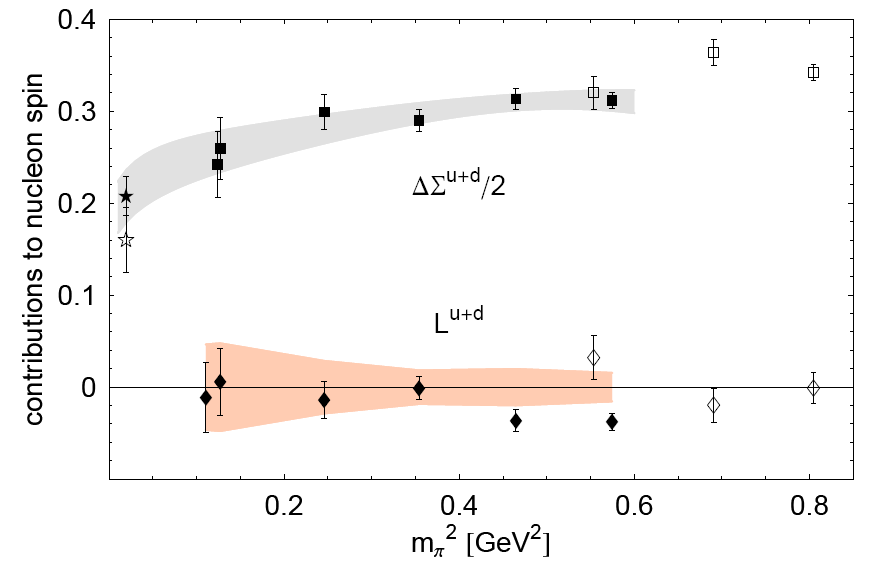 contributions to nucleon spin
0.4
0.3
0.2
0.1
0
ΔΣ^{u+d}/2
L^{u+d}
0.2 0.4 0.6 0.8
m_π^2 [GeV^2]